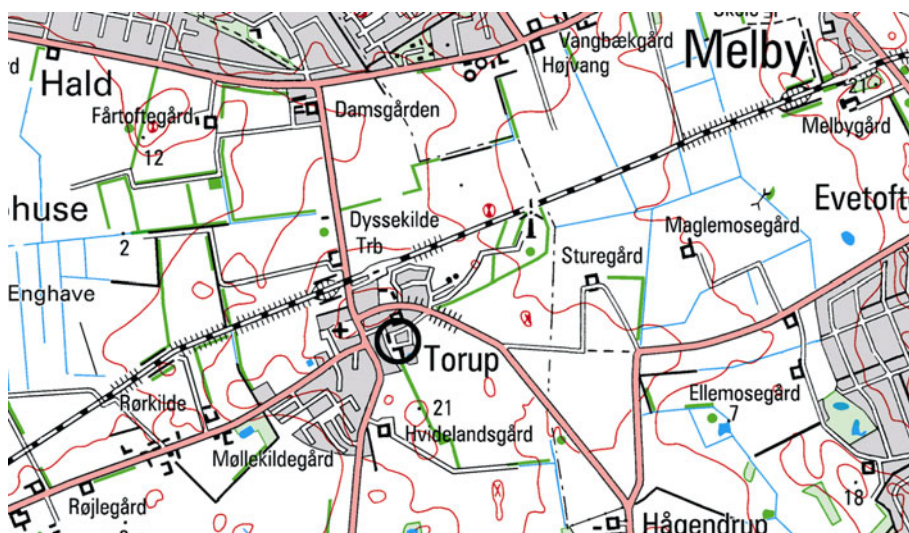 Hald
Vangbækgård
Højvang
Melby
21
Melbygård
Fårtoftegård
Damsgården
12
huse
Dyssekilde
Trb
2
Maglemosegård
Evetoft
Sturegård
Enghave
Torup
Rørkilde
21
Hvidelandsgård
Ellemosegård
7
Møllekildegård
Røjlegård
18
Hågendrup